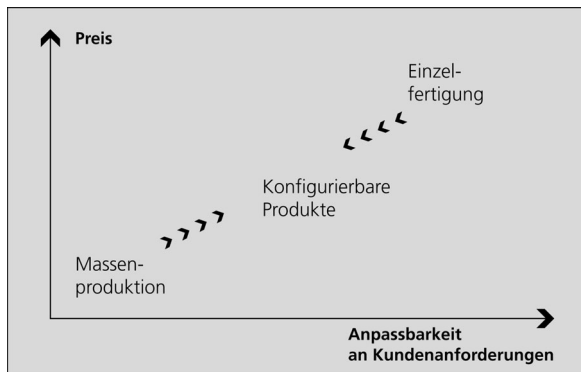 Preis
Einzel-
fertigung
Konfigurierbare
Produkte
Massen-
produktion
Anpassbarkeit
an Kundenanforderungen